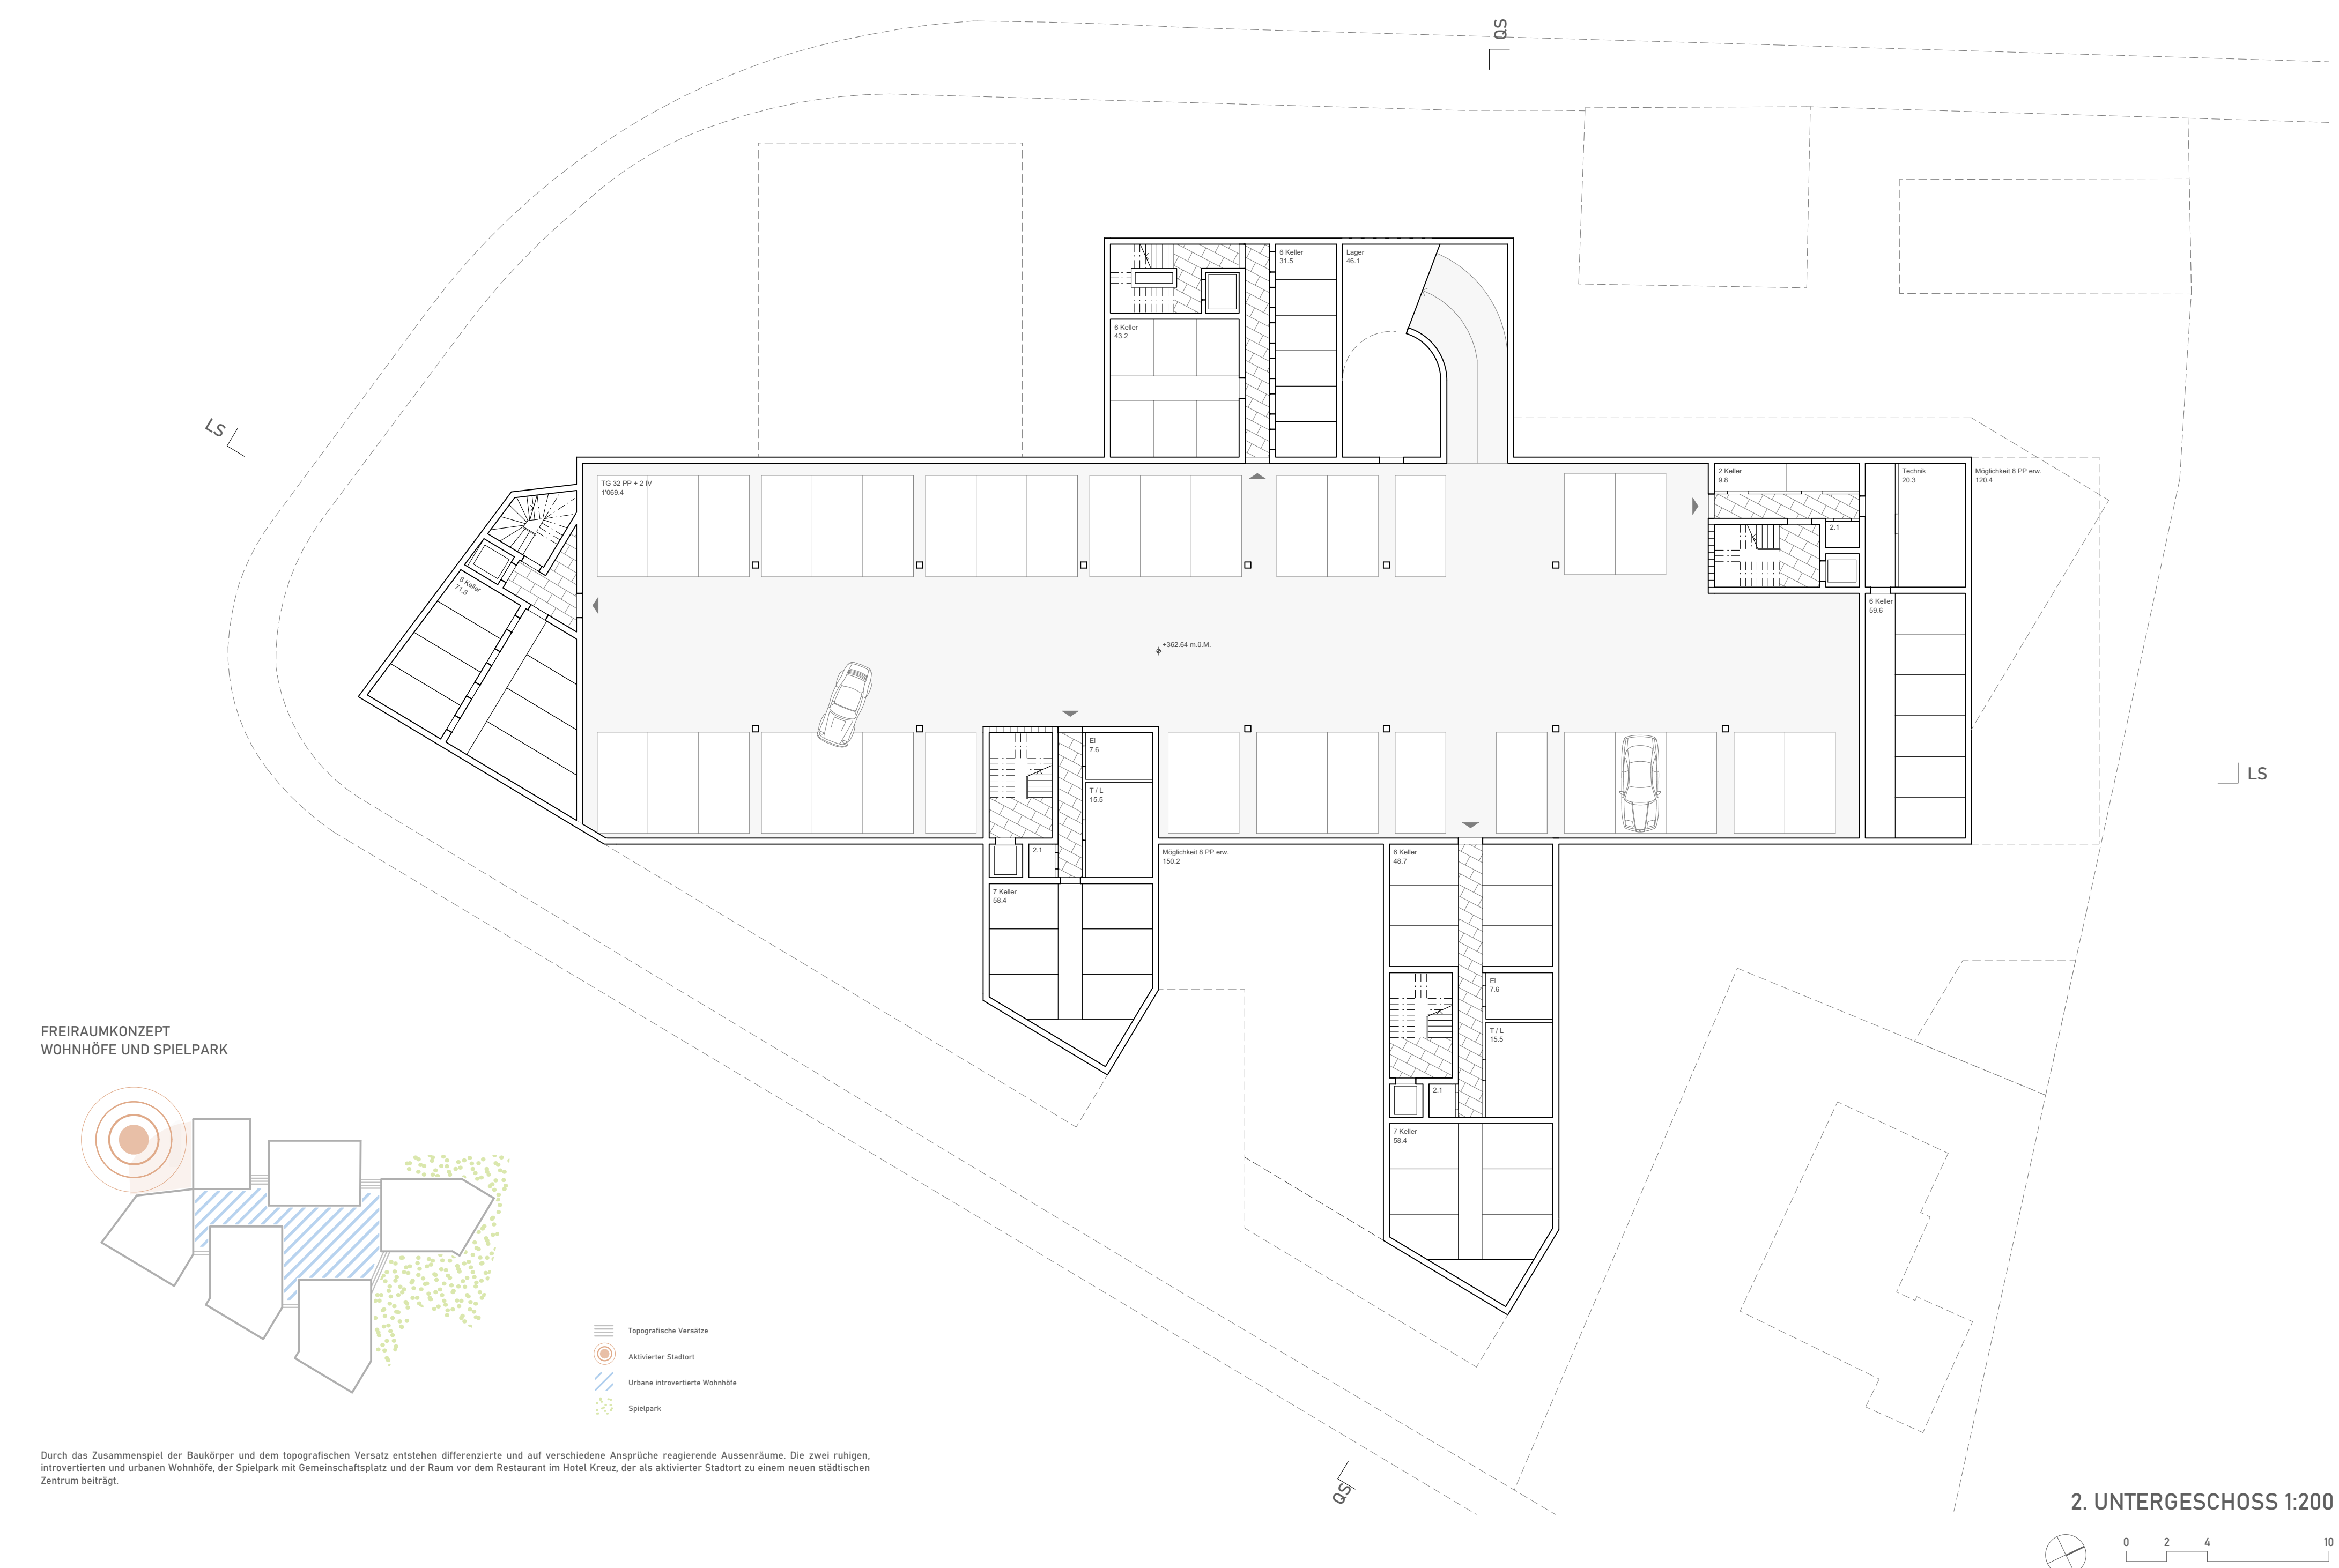 QS
LS
6 Keller
31.5
Lager
46.1
6 Keller
43.2
TG 32 PP + 2 IV
1'069.4
2 Keller
9.8
Technik
20.3
Möglichkeit 8 PP erw.
120.4
2.1
8 Keller
71.8
6 Keller
59.6
+362.64 m.ü.M.
El
7.6
T / L
15.5
LS
2.1
Möglichkeit 8 PP erw.
150.2
6 Keller
48.7
7 Keller
58.4
El
7.6
T / L
15.5
2.1
7 Keller
58.4
FREIRAUMKONZEPT
WOHNHÖFE UND SPIELPARK
Topografische Versätze
Aktivierter Stadtort
Urbane introvertierte Wohnhöfe
Spielpark
Durch das Zusammenspiel der Baukörper und dem topografischen Versatz entstehen differenzierte und auf verschiedene Ansprüche reagierende Aussenräume. Die zwei ruhigen,
introvertierten und urbanen Wohnhöfe, der Spielpark mit Gemeinschaftsplatz und der Raum vor dem Restaurant im Hotel Kreuz, der als aktivierter Stadtort zu einem neuen städtischen
Zentrum beiträgt.
QS
2. UNTERGESCHOSS 1:200
0 2 4 10